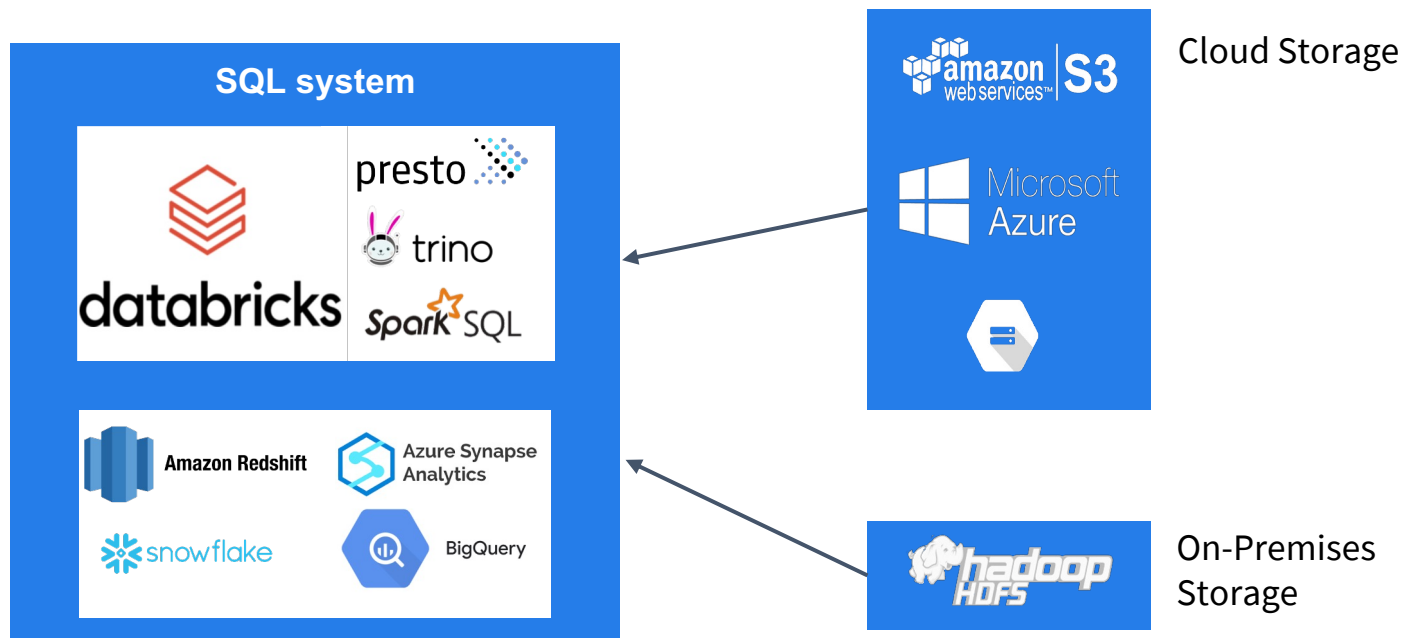 SQL system
databricks
presto
trino
Spark SQL
Amazon Redshift
Azure Synapse
Analytics
snowflake
BigQuery
amazon
web services™
S3
Microsoft
Azure
Cloud Storage
hadoop
HDFS
On-Premises
Storage